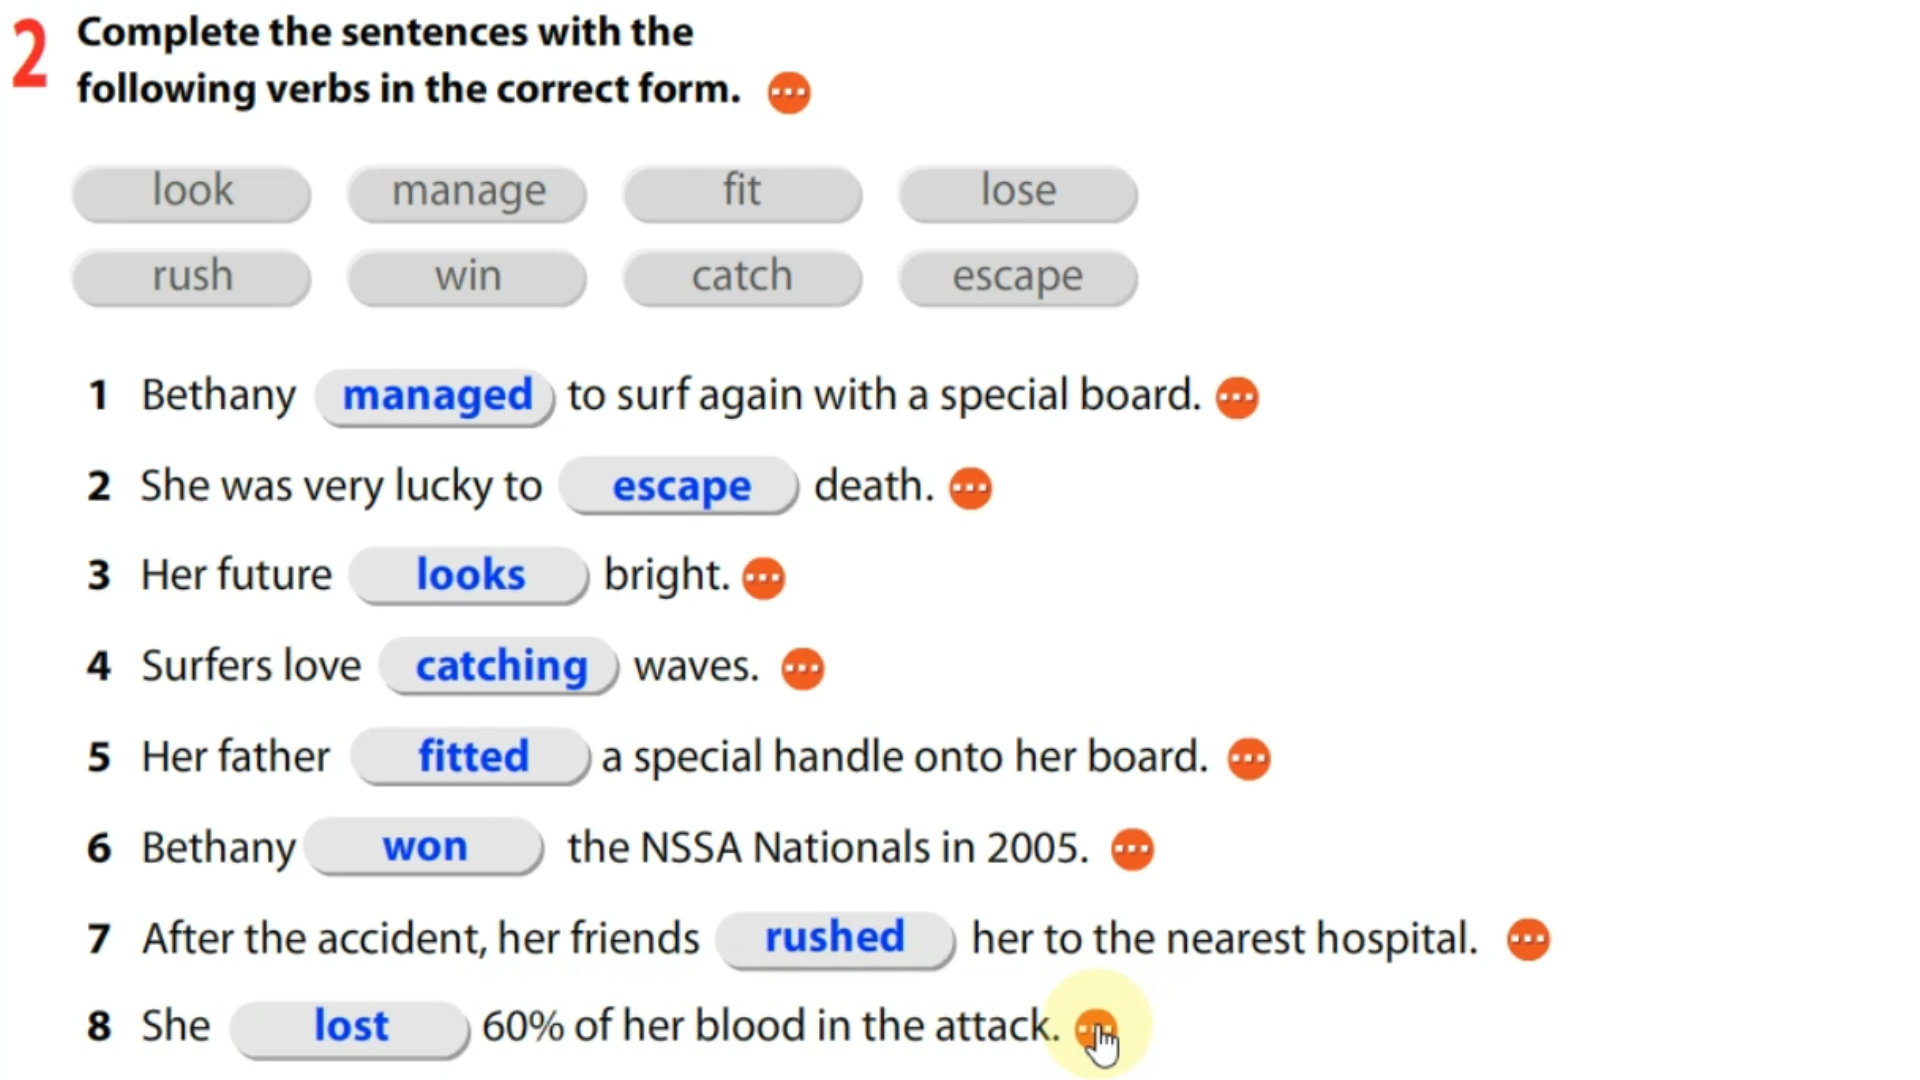 2 Complete the sentences with the
following verbs in the correct form.
look manage fit lose
rush win catch escape
1 Bethany managed to surf again with a special board.
2 She was very lucky to escape death.
3 Her future looks bright.
4 Surfers love catching waves.
5 Her father fitted a special handle onto her board.
6 Bethany won the NSSA Nationals in 2005.
7 After the accident, her friends rushed her to the nearest hospital.
8 She lost 60% of her blood in the attack.